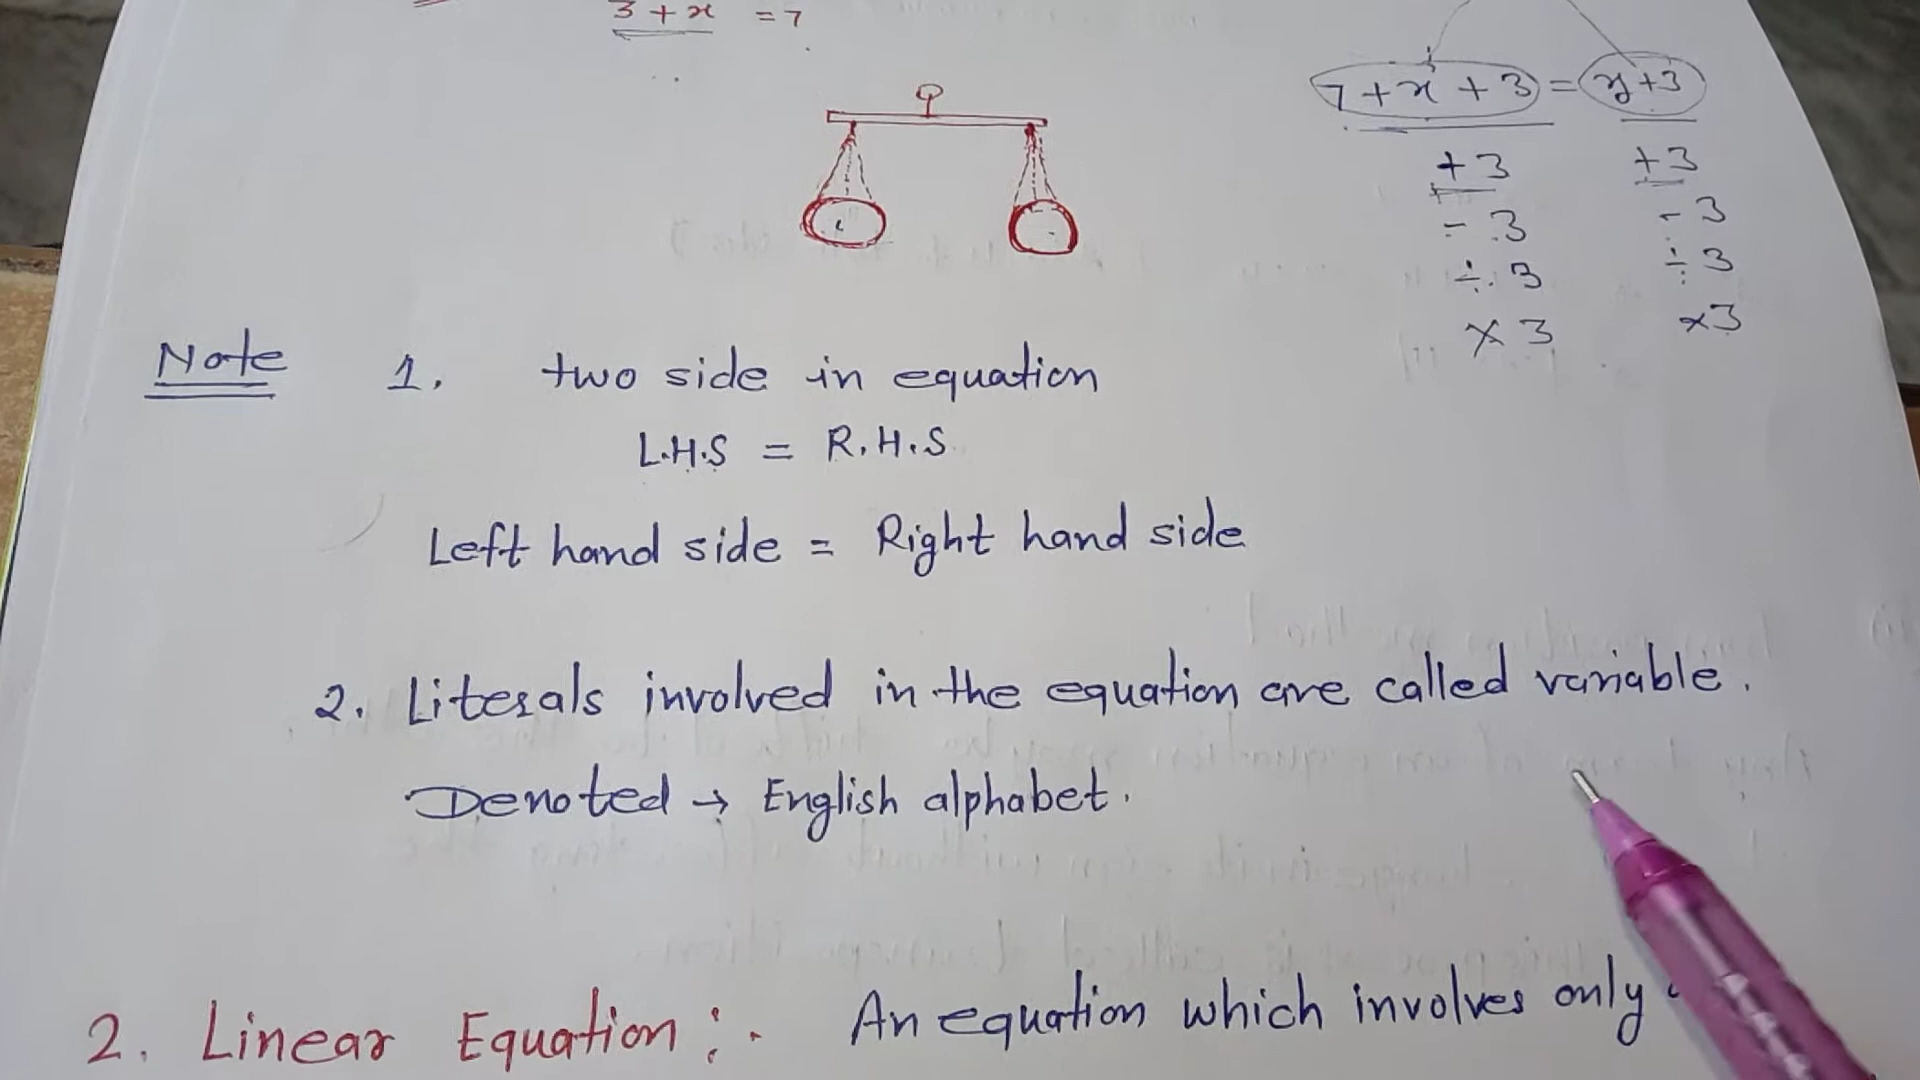 3 + x = 7
7 + x + 3 = y + 3
+3 +3
- 3 - 3
÷ 3 ÷ 3
× 3 ×3
Note 1. two side in equation
L.H.S = R.H.S
Left hand side = Right hand side
2. Literals involved in the equation are called variable.
Denoted → English alphabet.
2. Linear Equation :- An equation which involves only